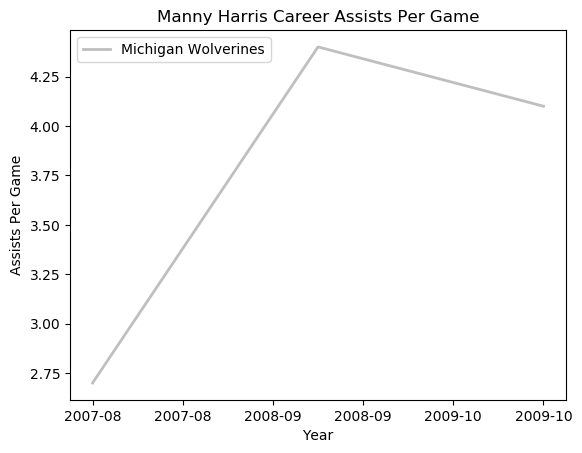 Manny Harris Career Assists Per Game
Michigan Wolverines
Assists Per Game
4.25
4.00
3.75
3.50
3.25
3.00
2.75
2007-08 2007-08 2008-09 2008-09 2009-10 2009-10
Year